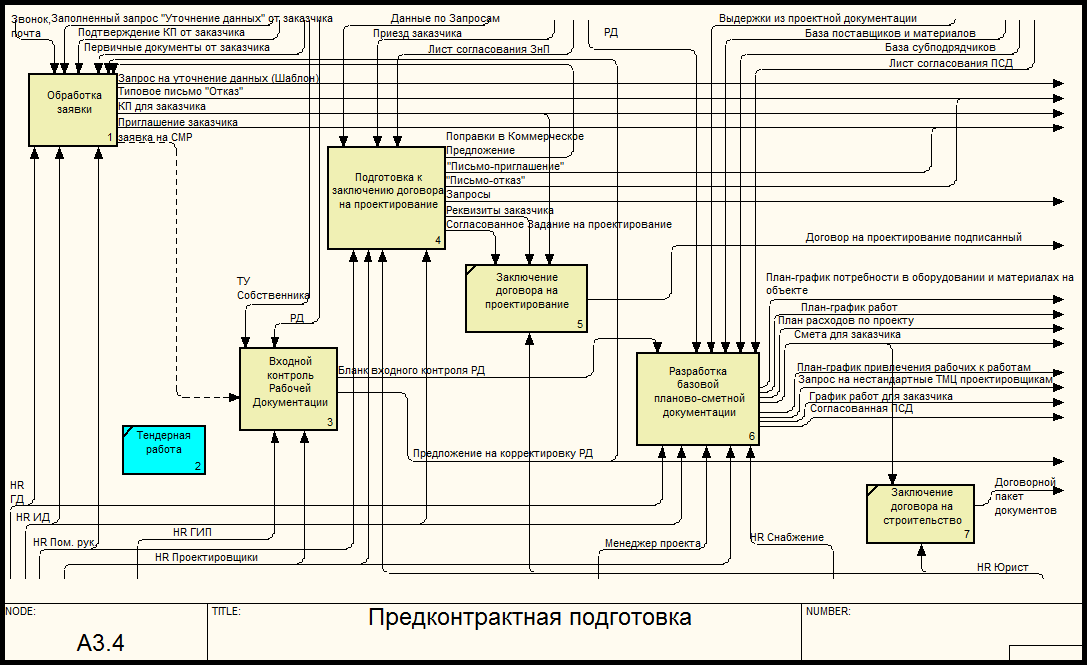 Звонок,
почта
Заполненный запрос "Уточнение данных" от заказчика
Подтверждение КП от заказчика
Первичные документы от заказчика
Данные по Запросам
Приезд заказчика
Лист согласования ЗнП
РД
Выдержки из проектной документации
База поставщиков и материалов
База субподрядчиков
Лист согласования ПСД
Обработка
заявки
1
Запрос на уточнение данных (Шаблон)
Типовое письмо "Отказ"
КП для заказчика
Приглашение заказчика
заявка на СМР
Подготовка к
заключению договора
на проектирование
4
Поправки в Коммерческое
Предложение
"Письмо-приглашение"
"Письмо-отказ"
Запросы
Реквизиты заказчика
Согласованное Задание на проектирование
Заключение
договора на
проектирование
5
Договор на проектирование подписанный
ТУ
Собственника
РД
План-график потребности в оборудовании и материалах на
объекте
План-график работ
План расходов по проекту
Смета для заказчика
План-график привлечения рабочих к работам
Запрос на нестандартные ТМЦ проектировщикам
График работ для заказчика
Согласованная ПСД
Входной
контроль
Рабочей
Документации
3
Бланк входного контроля РД
Разработка
базовой
планово-сметной
документации
6
Тендерная
работа
2
Предложение на корректировку РД
Заключение
договора на
строительство
7
Договорной
пакет
документов
HR
ГД
HR ИД
HR Пом. рук.
HR ГИП
HR Проектировщики
Менеджер проекта
HR Снабжение
HR Юрист
NODE:
A3.4
TITLE:
Предконтрактная подготовка
NUMBER: